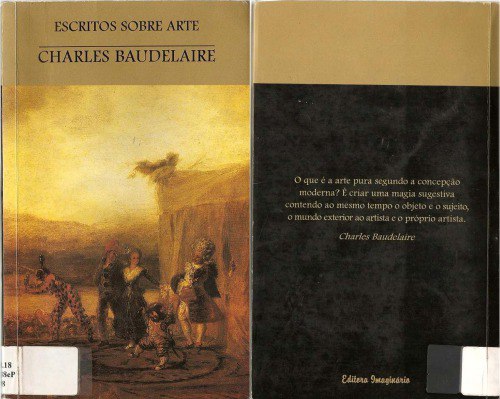 ESCRITOS SOBRE ARTE
CHARLES BAUDELAIRE
O que é a arte pura segundo a concepção
moderna? É criar uma magia sugestiva
contendo ao mesmo tempo o objeto e o sujeito,
o mundo exterior ao artista e o próprio artista.
Charles Baudelaire
Editora Imaginário